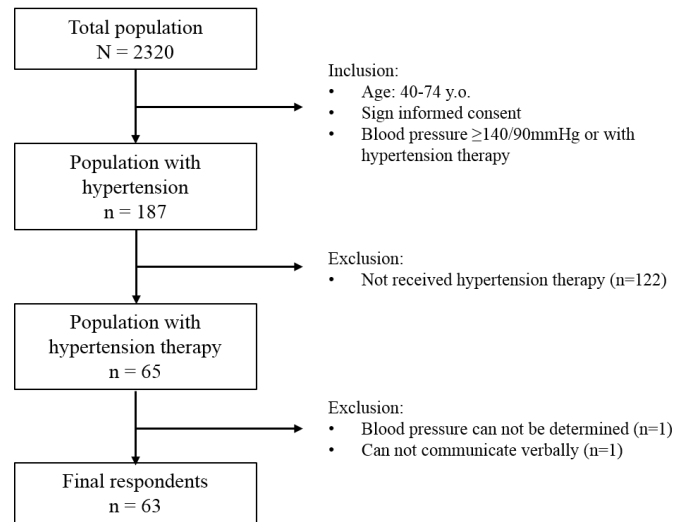 Total population
N = 2320
Inclusion:
• Age: 40-74 y.o.
• Sign informed consent
• Blood pressure ≥140/90mmHg or with
hypertension therapy
Population with
hypertension
n = 187
Exclusion:
• Not received hypertension therapy (n=122)
Population with
hypertension therapy
n = 65
Exclusion:
• Blood pressure can not be determined (n=1)
• Can not communicate verbally (n=1)
Final respondents
n = 63